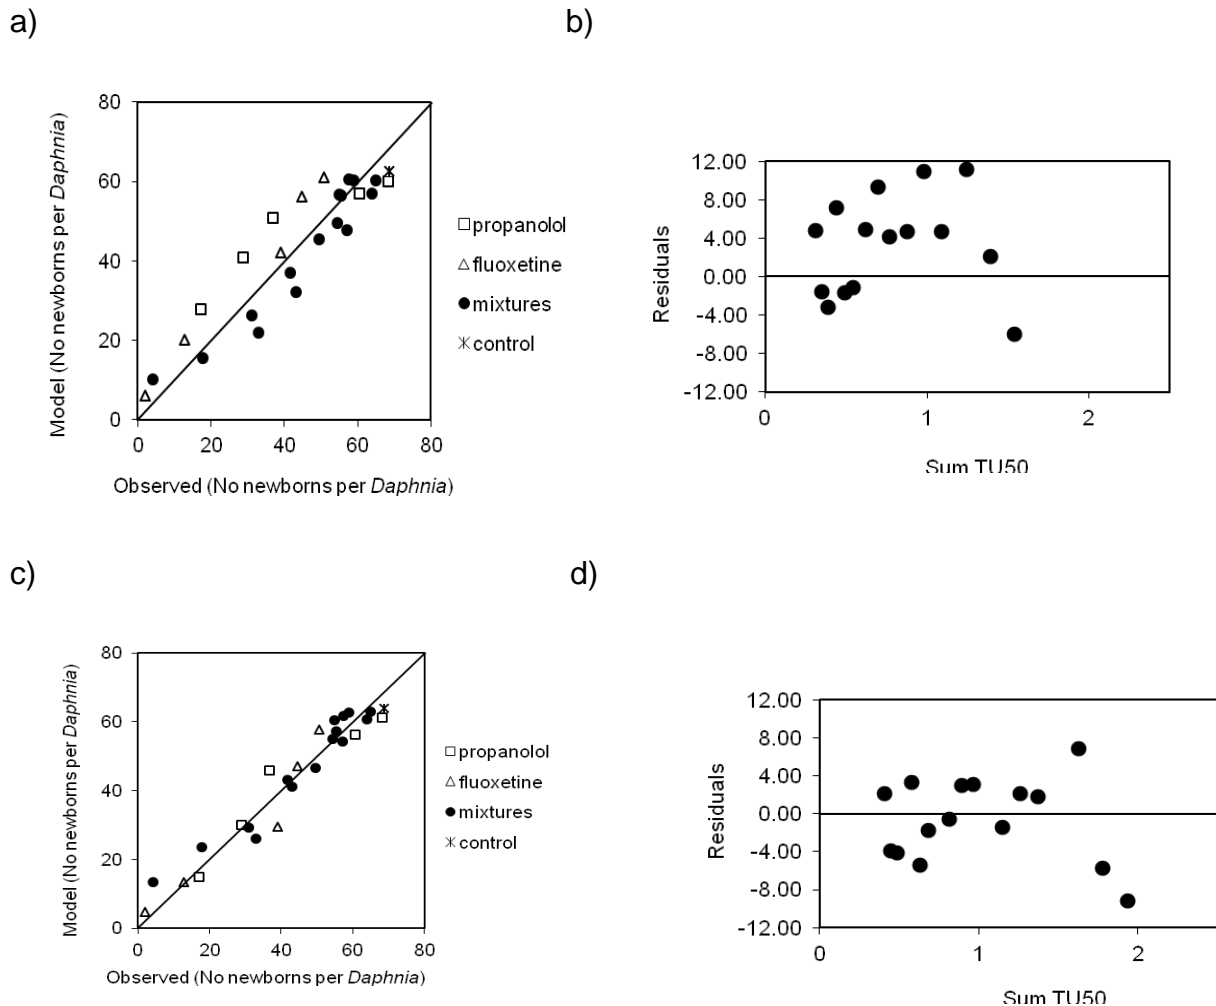 a)
b)
80
60
40
20
0
0 20 40 60 80
Model (No newborns per Daphnia)
Observed (No newborns per Daphnia)
propanolol
fluoxetine
mixtures
control
12.00
8.00
4.00
0.00
-4.00
-8.00
-12.00
0 1 2
Residuals
Sum TU50
c)
d)
80
60
40
20
0
0 20 40 60 80
Model (No newborns per Daphnia)
Observed (No newborns per Daphnia)
propanolol
fluoxetine
mixtures
control
12.00
8.00
4.00
0.00
-4.00
-8.00
-12.00
0 1 2
Residuals
Sum TU50